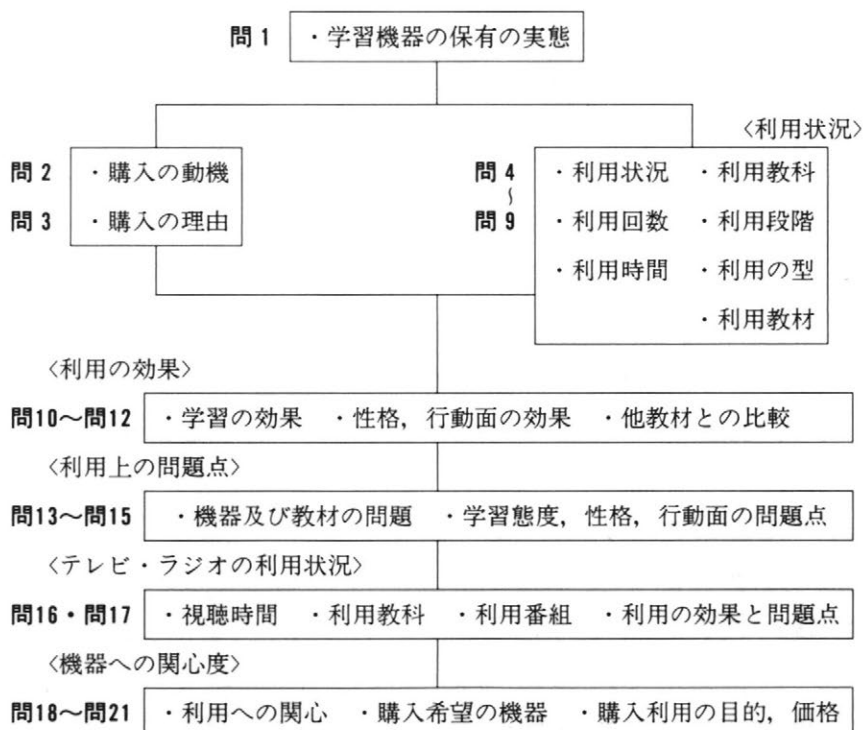 問1 ・学習機器の保有の実態
〈利用状況〉
問2 ・購入の動機
問3 ・購入の理由
問4 ・利用状況 ・利用教科
〜
問9 ・利用回数 ・利用段階
・利用時間 ・利用の型
・利用教材
〈利用の効果〉
問10〜問12 ・学習の効果 ・性格，行動面の効果 ・他教材との比較
〈利用上の問題点〉
問13〜問15 ・機器及び教材の問題 ・学習態度，性格，行動面の問題点
〈テレビ・ラジオの利用状況〉
問16・問17 ・視聴時間 ・利用教科 ・利用番組 ・利用の効果と問題点
〈機器への関心度〉
問18〜問21 ・利用への関心 ・購入希望の機器 ・購入利用の目的，価格